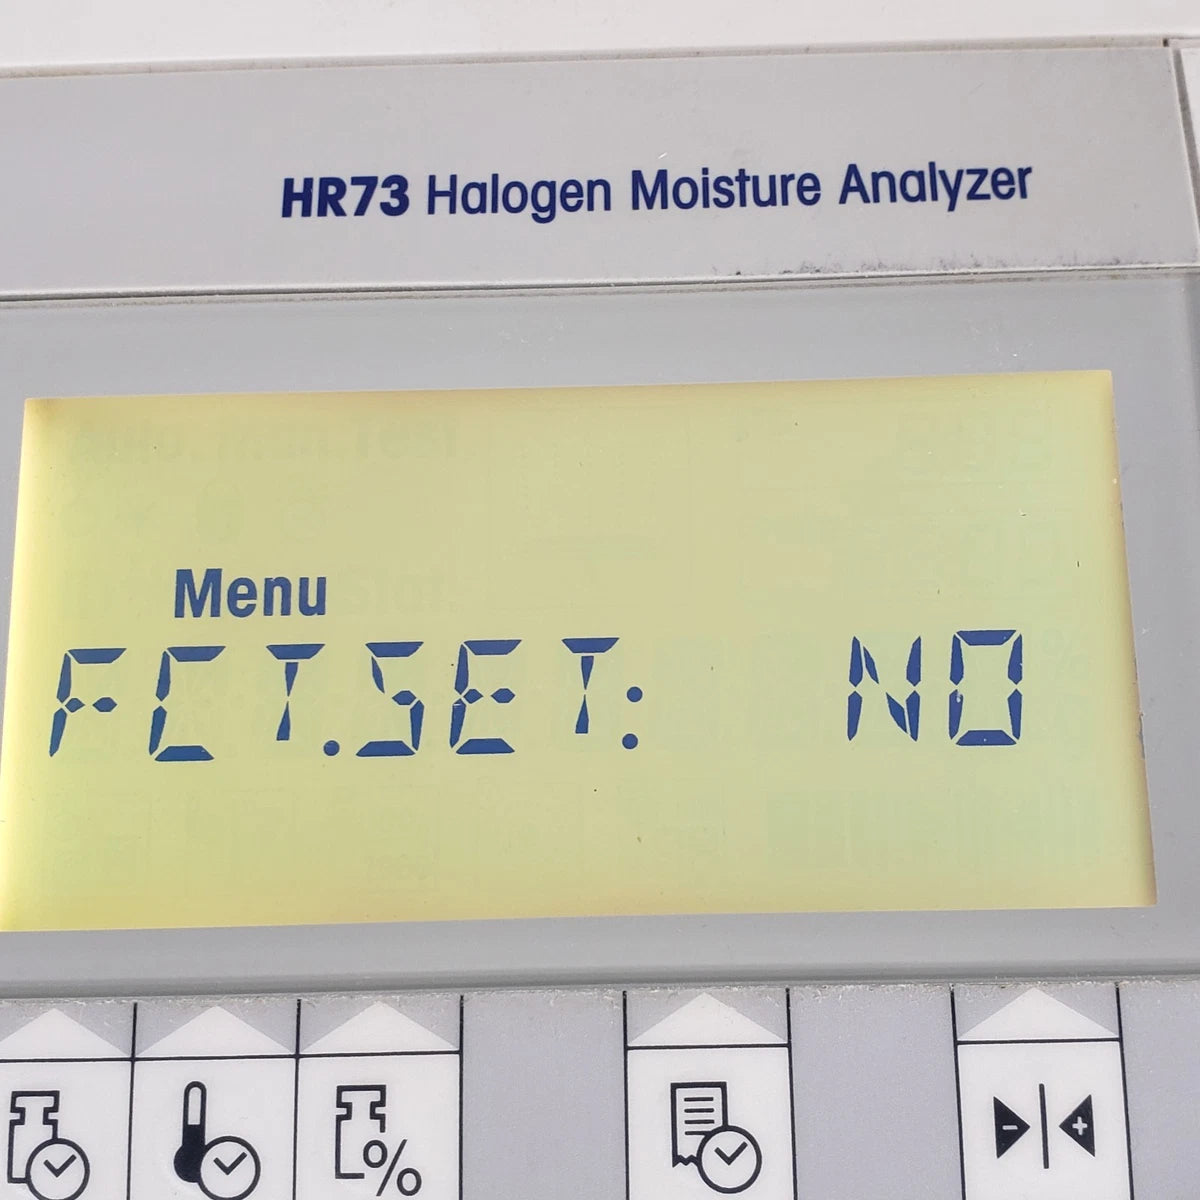 HR73 Halogen Moisture Analyzer
Menu
FCT.SET: NO
%
- +